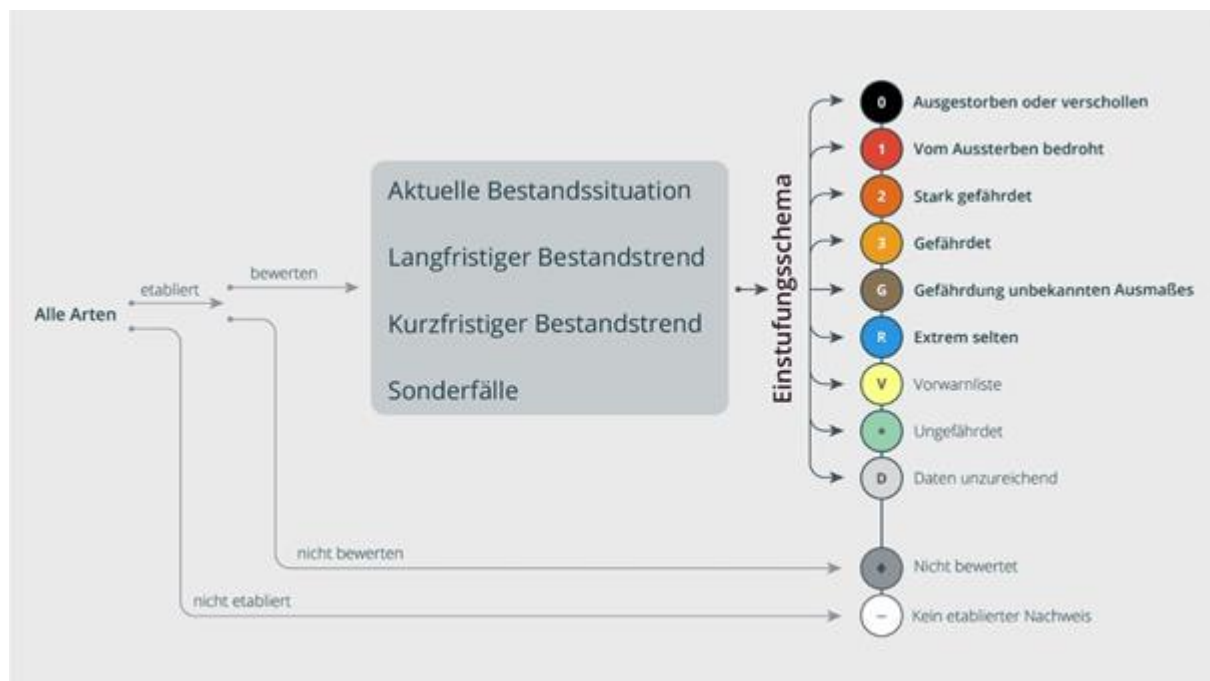 Alle Arten
etabliert
bewerten
nicht bewerten
nicht etabliert
Aktuelle Bestandssituation
Langfristiger Bestandstrend
Kurzfristiger Bestandstrend
Sonderfälle
Einstufungsschema
0 Ausgestorben oder verschollen
1 Vom Aussterben bedroht
2 Stark gefährdet
3 Gefährdet
G Gefährdung unbekannten Ausmaßes
R Extrem selten
V Vorwarnliste
* Ungefährdet
D Daten unzureichend
♦ Nicht bewertet
– Kein etablierter Nachweis